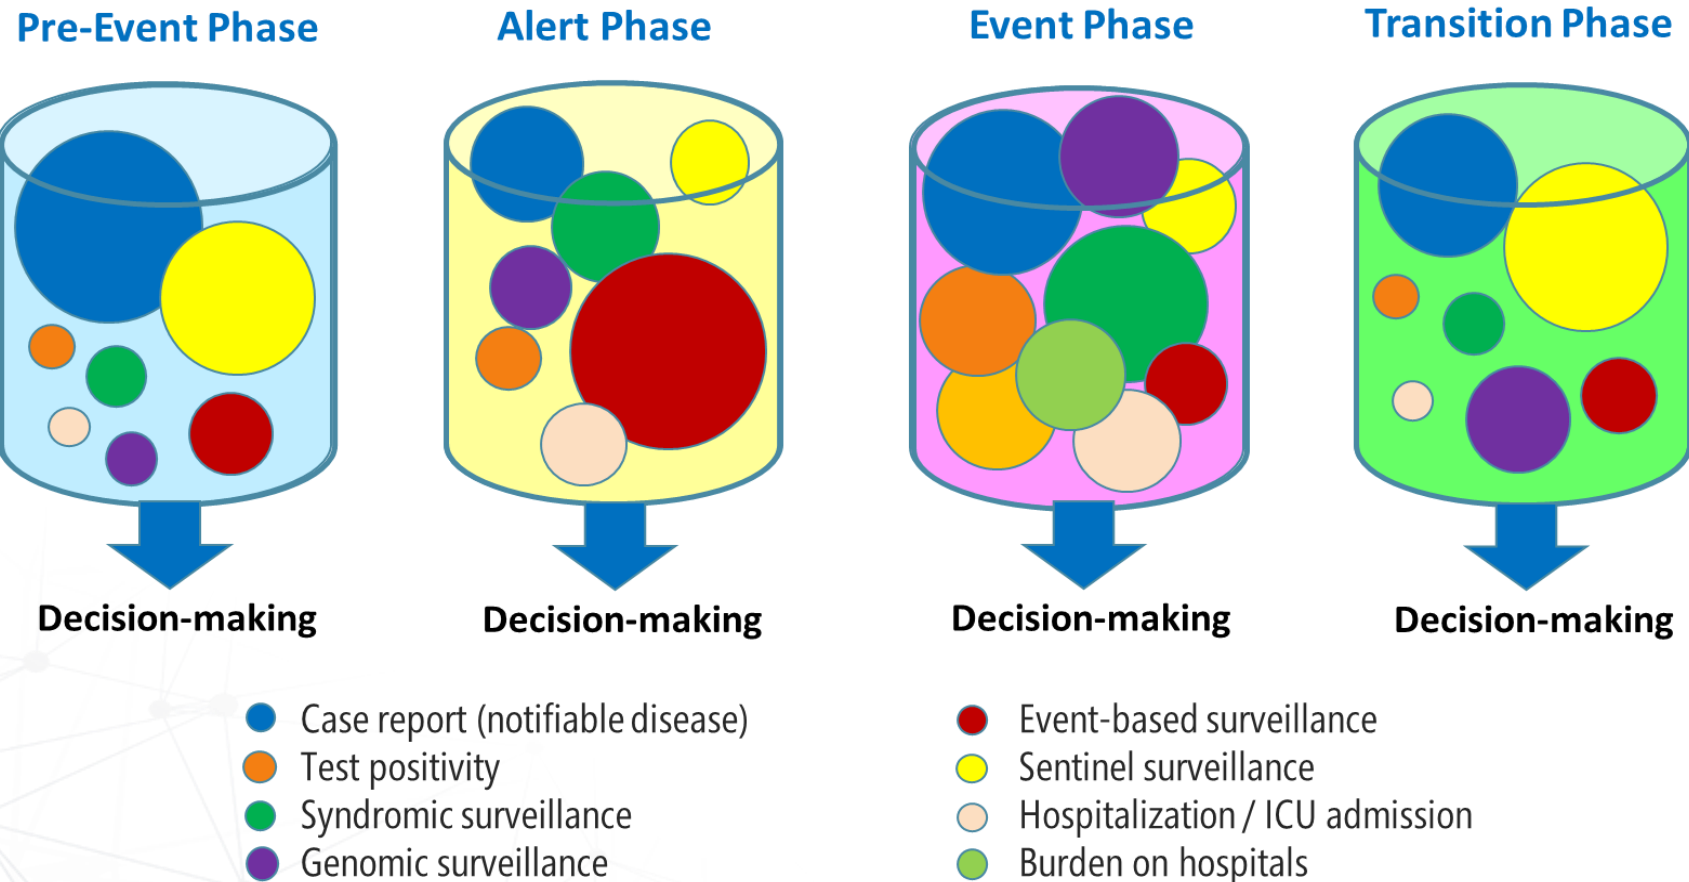 Pre-Event Phase
Alert Phase
Event Phase
Transition Phase
Decision-making
Decision-making
Decision-making
Decision-making
Case report (notifiable disease)
Test positivity
Syndromic surveillance
Genomic surveillance
Event-based surveillance
Sentinel surveillance
Hospitalization / ICU admission
Burden on hospitals